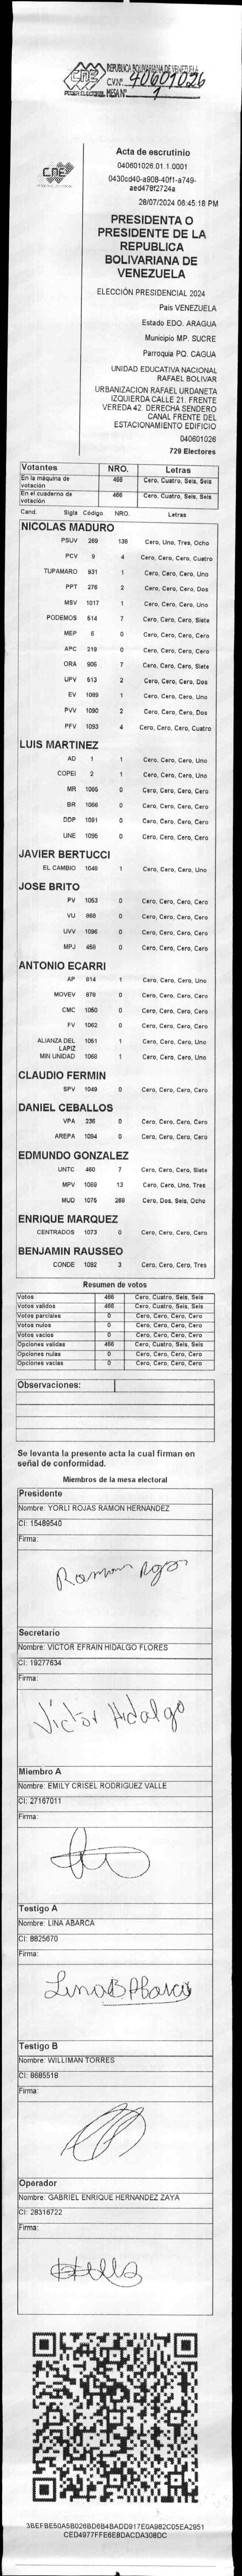 REPUBLICA BOLIVARIANA DE VENEZUELA
CNE
PODER ELECTORAL
C.V.N° 40601026
MESA N° 1
CNE
Acta de escrutinio
040601026.01.1.0001
0430cd40-a908-40f1-a749-
aed478f2724a
28/07/2024 06:45:18 PM
PRESIDENTA O
PRESIDENTE DE LA
REPUBLICA
BOLIVARIANA DE
VENEZUELA
ELECCIÓN PRESIDENCIAL 2024
País VENEZUELA
Estado EDO. ARAGUA
Municipio MP. SUCRE
Parroquia PQ. CAGUA
UNIDAD EDUCATIVA NACIONAL
RAFAEL BOLIVAR
URBANIZACION RAFAEL URDANETA
IZQUIERDA CALLE 21. FRENTE
VEREDA 42. DERECHA SENDERO
CANAL FRENTE DEL
ESTACIONAMIENTO EDIFICIO
040601026
729 Electores
Votantes NRO. Letras
En la máquina de votación 466 Cero, Cuatro, Seis, Seis
En el cuaderno de votación 466 Cero, Cuatro, Seis, Seis
Cand. Sigla Código NRO. Letras
NICOLAS MADURO
PSUV 269 138 Cero, Uno, Tres, Ocho
PCV 9 4 Cero, Cero, Cero, Cuatro
TUPAMARO 931 1 Cero, Cero, Cero, Uno
PPT 276 2 Cero, Cero, Cero, Dos
MSV 1017 1 Cero, Cero, Cero, Uno
PODEMOS 514 7 Cero, Cero, Cero, Siete
MEP 6 0 Cero, Cero, Cero, Cero
APC 219 0 Cero, Cero, Cero, Cero
ORA 906 7 Cero, Cero, Cero, Siete
UPV 513 2 Cero, Cero, Cero, Dos
EV 1089 1 Cero, Cero, Cero, Uno
PVV 1090 2 Cero, Cero, Cero, Dos
PFV 1093 4 Cero, Cero, Cero, Cuatro
LUIS MARTINEZ
AD 1 1 Cero, Cero, Cero, Uno
COPEI 2 1 Cero, Cero, Cero, Uno
MR 1065 0 Cero, Cero, Cero, Cero
BR 1066 0 Cero, Cero, Cero, Cero
DDP 1091 0 Cero, Cero, Cero, Cero
UNE 1095 0 Cero, Cero, Cero, Cero
JAVIER BERTUCCI
EL CAMBIO 1048 1 Cero, Cero, Cero, Uno
JOSE BRITO
PV 1053 0 Cero, Cero, Cero, Cero
VU 868 0 Cero, Cero, Cero, Cero
UVV 1096 0 Cero, Cero, Cero, Cero
MPJ 458 0 Cero, Cero, Cero, Cero
ANTONIO ECARRI
AP 814 1 Cero, Cero, Cero, Uno
MOVEV 876 0 Cero, Cero, Cero, Cero
CMC 1050 0 Cero, Cero, Cero, Cero
FV 1062 0 Cero, Cero, Cero, Cero
ALIANZA DEL LAPIZ 1051 1 Cero, Cero, Cero, Uno
MIN UNIDAD 1068 1 Cero, Cero, Cero, Uno
CLAUDIO FERMIN
SPV 1049 0 Cero, Cero, Cero, Cero
DANIEL CEBALLOS
VPA 236 0 Cero, Cero, Cero, Cero
AREPA 1094 0 Cero, Cero, Cero, Cero
EDMUNDO GONZALEZ
UNTC 460 7 Cero, Cero, Cero, Siete
MPV 1069 13 Cero, Cero, Uno, Tres
MUD 1075 268 Cero, Dos, Seis, Ocho
ENRIQUE MARQUEZ
CENTRADOS 1073 0 Cero, Cero, Cero, Cero
BENJAMIN RAUSSEO
CONDE 1092 3 Cero, Cero, Cero, Tres
Resumen de votos
Votos 466 Cero, Cuatro, Seis, Seis
Votos validos 466 Cero, Cuatro, Seis, Seis
Votos parciales 0 Cero, Cero, Cero, Cero
Votos nulos 0 Cero, Cero, Cero, Cero
Votos vacios 0 Cero, Cero, Cero, Cero
Opciones validas 466 Cero, Cuatro, Seis, Seis
Opciones nulas 0 Cero, Cero, Cero, Cero
Opciones vacias 0 Cero, Cero, Cero, Cero
Observaciones:
Se levanta la presente acta la cual firman en
señal de conformidad.
Miembros de la mesa electoral
Presidente
Nombre: YORLI ROJAS RAMON HERNANDEZ
CI: 15489540
Firma:
Ramon Rojas
Secretario
Nombre: VICTOR EFRAIN HIDALGO FLORES
CI: 19277634
Firma:
Victor Hidalgo
Miembro A
Nombre: EMILY CRISEL RODRIGUEZ VALLE
CI: 27167011
Firma:
Testigo A
Nombre: LINA ABARCA
CI: 8825670
Firma:
Lina B Abarca
Testigo B
Nombre: WILLIMAN TORRES
CI: 8685518
Firma:
Operador
Nombre: GABRIEL ENRIQUE HERNANDEZ ZAYA
CI: 28316722
Firma:
3BEFBE50A5B026BD6B4BADD917E0A982C05EA2951
CED4977FFE6E8DACDA308DC